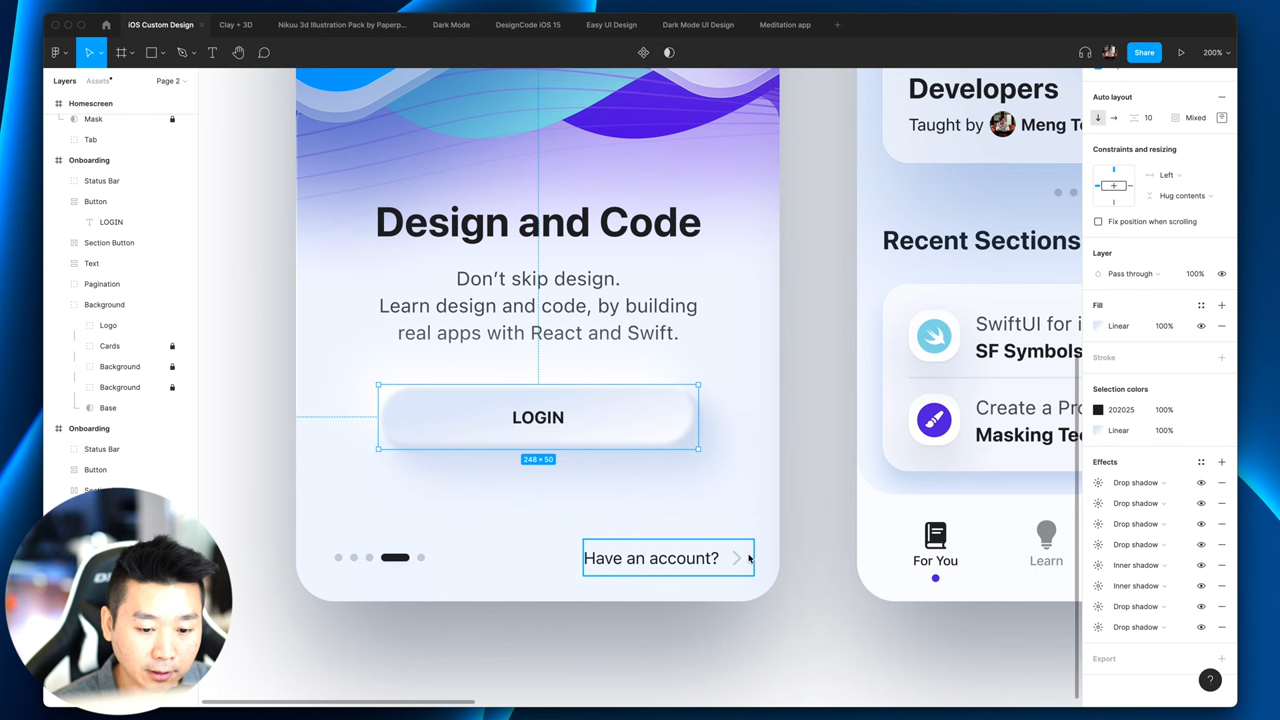 iOS Custom Design
Clay + 3D
Nikuu 3d Illustration Pack by Paperp...
Dark Mode
DesignCode iOS 15
Easy UI Design
Dark Mode UI Design
Meditation app
Share
200%
Layers
Assets
Page 2
Homescreen
Mask
Tab
Onboarding
Status Bar
Button
LOGIN
Section Button
Text
Pagination
Background
Logo
Cards
Background
Background
Base
Onboarding
Status Bar
Button
Design and Code
Don't skip design.
Learn design and code, by building
real apps with React and Swift.
LOGIN
248 × 50
Have an account?
Developers
Taught by
Meng T
Recent Sections
SwiftUI for i
SF Symbols
Create a Pr
Masking Te
For You
Learn
Auto layout
10
Mixed
Constraints and resizing
Left
Hug contents
Fix position when scrolling
Layer
Pass through
100%
Fill
Linear
100%
Stroke
Selection colors
202025
100%
Linear
100%
Effects
Drop shadow
Drop shadow
Drop shadow
Drop shadow
Inner shadow
Inner shadow
Drop shadow
Drop shadow
Export
?